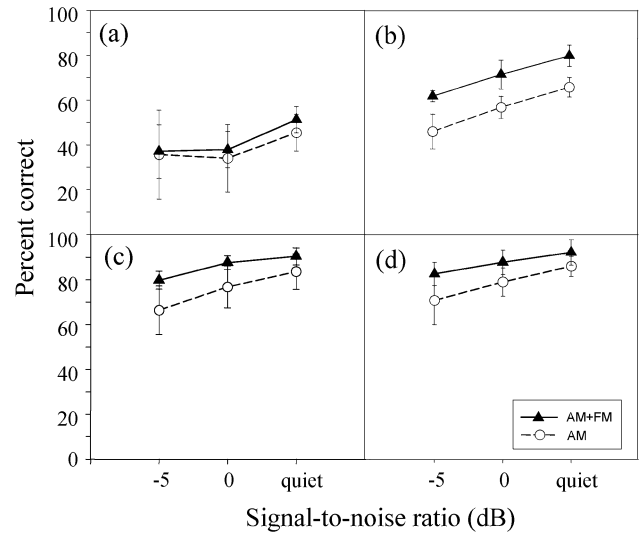 100
(a)
(b)
80
60
40
20
100
(c)
(d)
80
60
40
20
0
AM+FM
AM
-5
0
quiet
-5
0
quiet
Percent correct
Signal-to-noise ratio (dB)